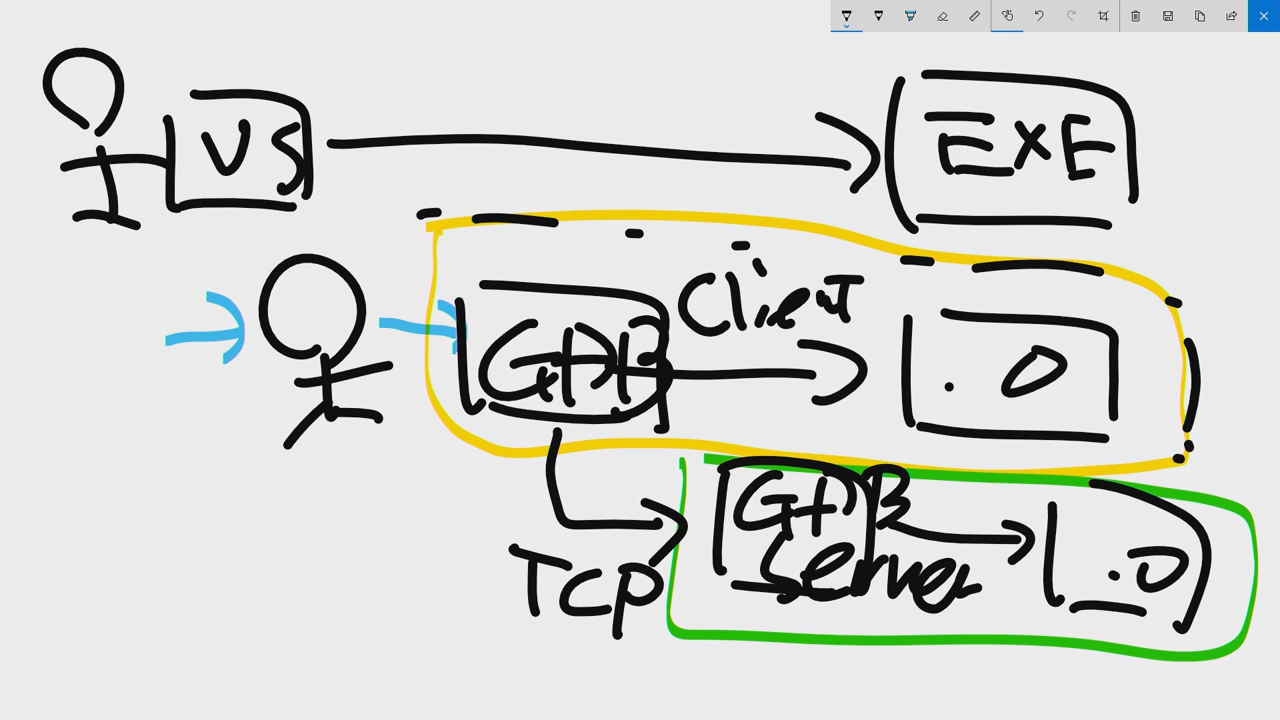 VS
EXE
Client
GDB
.o
GDB
Server
.o
TCP